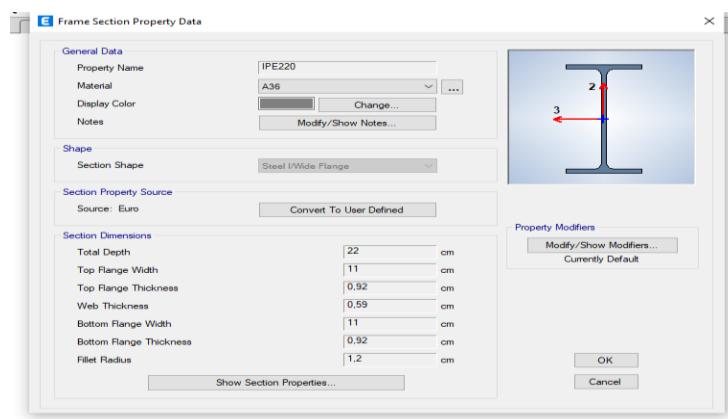 E Frame Section Property Data
General Data
Property Name IPE220
Material A36 ...
Display Color Change...
Notes Modify/Show Notes...
Shape
Section Shape Steel I/Wide Flange
Section Property Source
Source: Euro Convert To User Defined
Section Dimensions
Total Depth 22 cm
Top Flange Width 11 cm
Top Flange Thickness 0,92 cm
Web Thickness 0,59 cm
Bottom Flange Width 11 cm
Bottom Flange Thickness 0,92 cm
Fillet Radius 1,2 cm
Show Section Properties...
2
3
Property Modifiers
Modify/Show Modifiers...
Currently Default
OK
Cancel